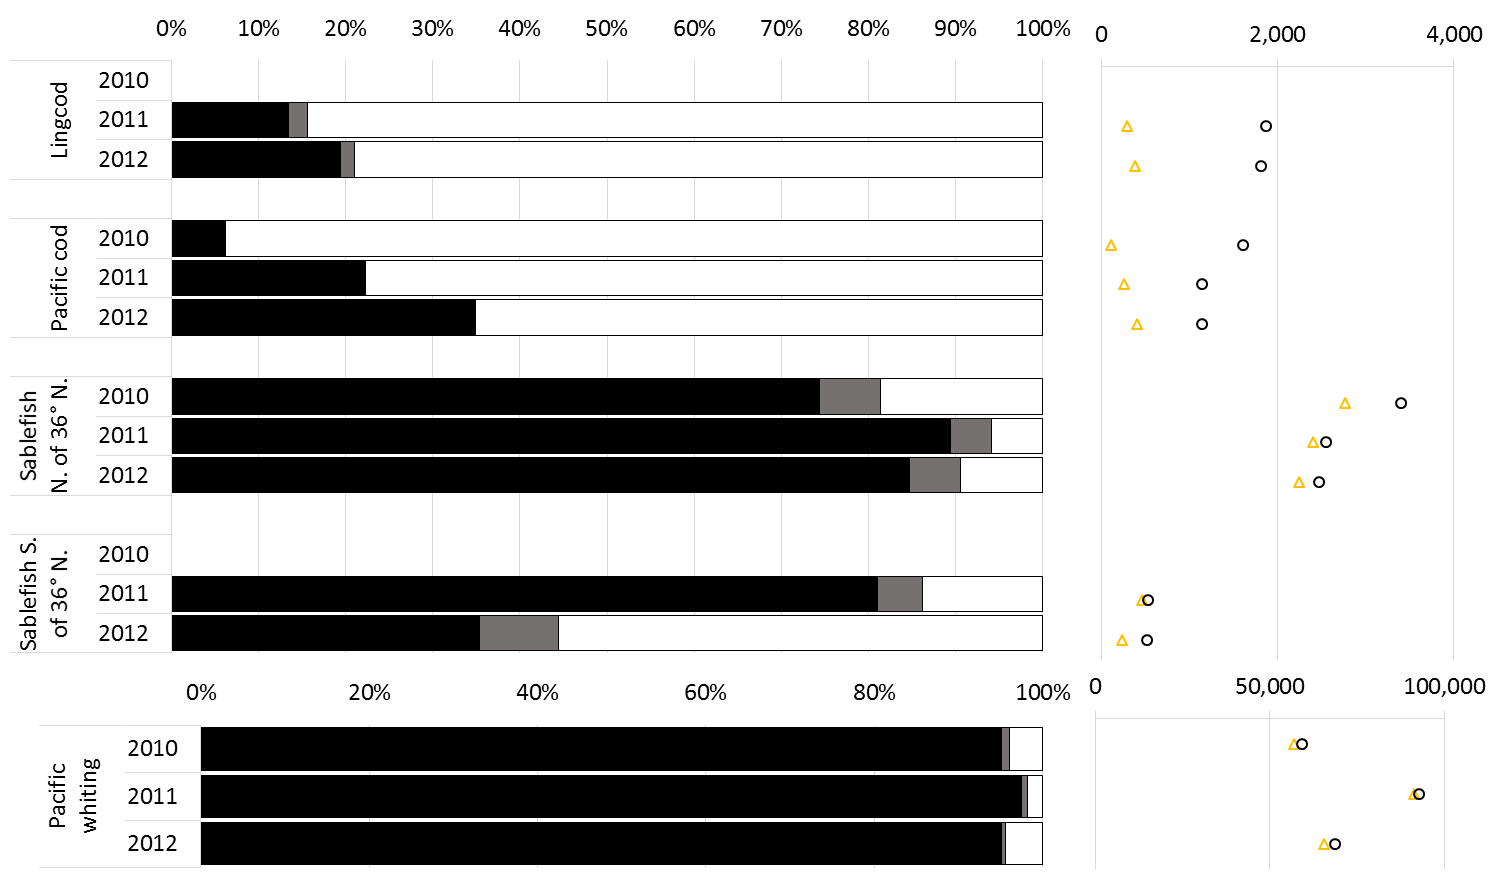 0% 10% 20% 30% 40% 50% 60% 70% 80% 90% 100%
0 2,000 4,000
Lingcod
2010
2011
2012
Pacific cod
2010
2011
2012
Sablefish
N. of 36° N.
2010
2011
2012
Sablefish S.
of 36° N.
2010
2011
2012
0% 20% 40% 60% 80% 100%
0 50,000 100,000
Pacific
whiting
2010
2011
2012